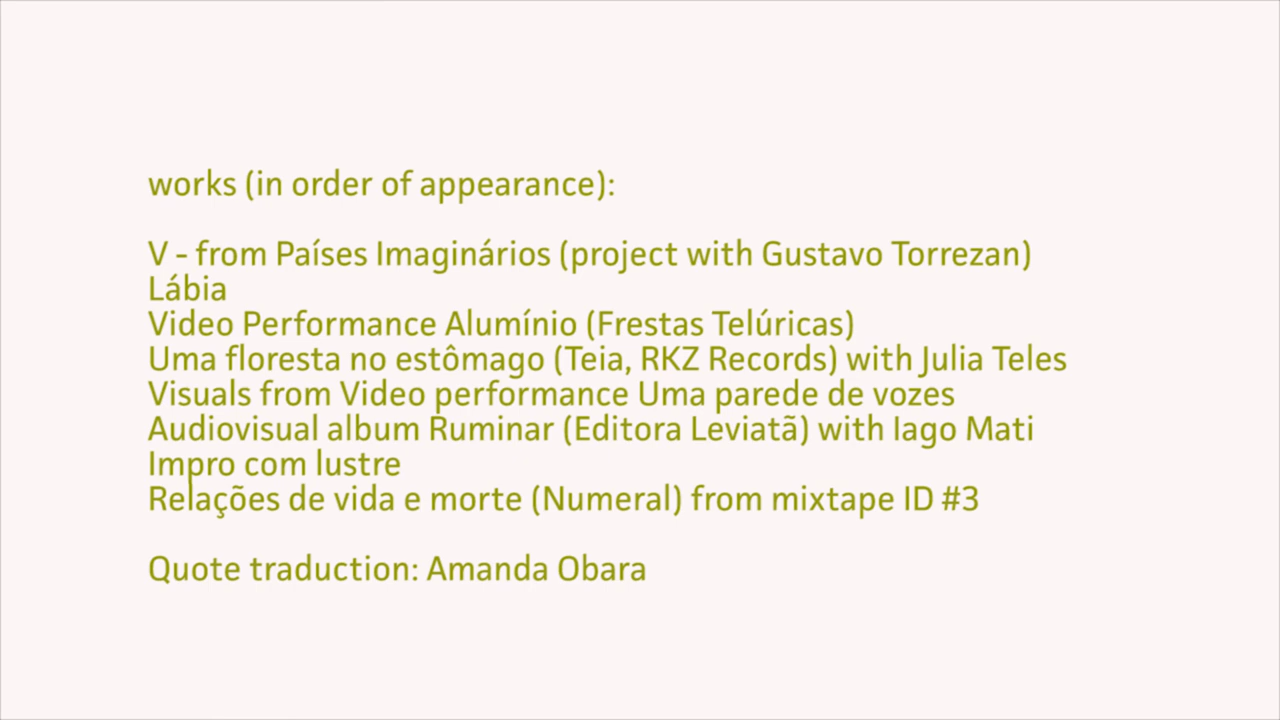 works (in order of appearance):
V - from Países Imaginários (project with Gustavo Torrezan)
Lábia
Video Performance Alumínio (Frestas Telúricas)
Uma floresta no estômago (Teia, RKZ Records) with Julia Teles
Visuals from Video performance Uma parede de vozes
Audiovisual album Ruminar (Editora Leviatã) with Iago Mati
Impro com lustre
Relações de vida e morte (Numeral) from mixtape ID #3
Quote traduction: Amanda Obara